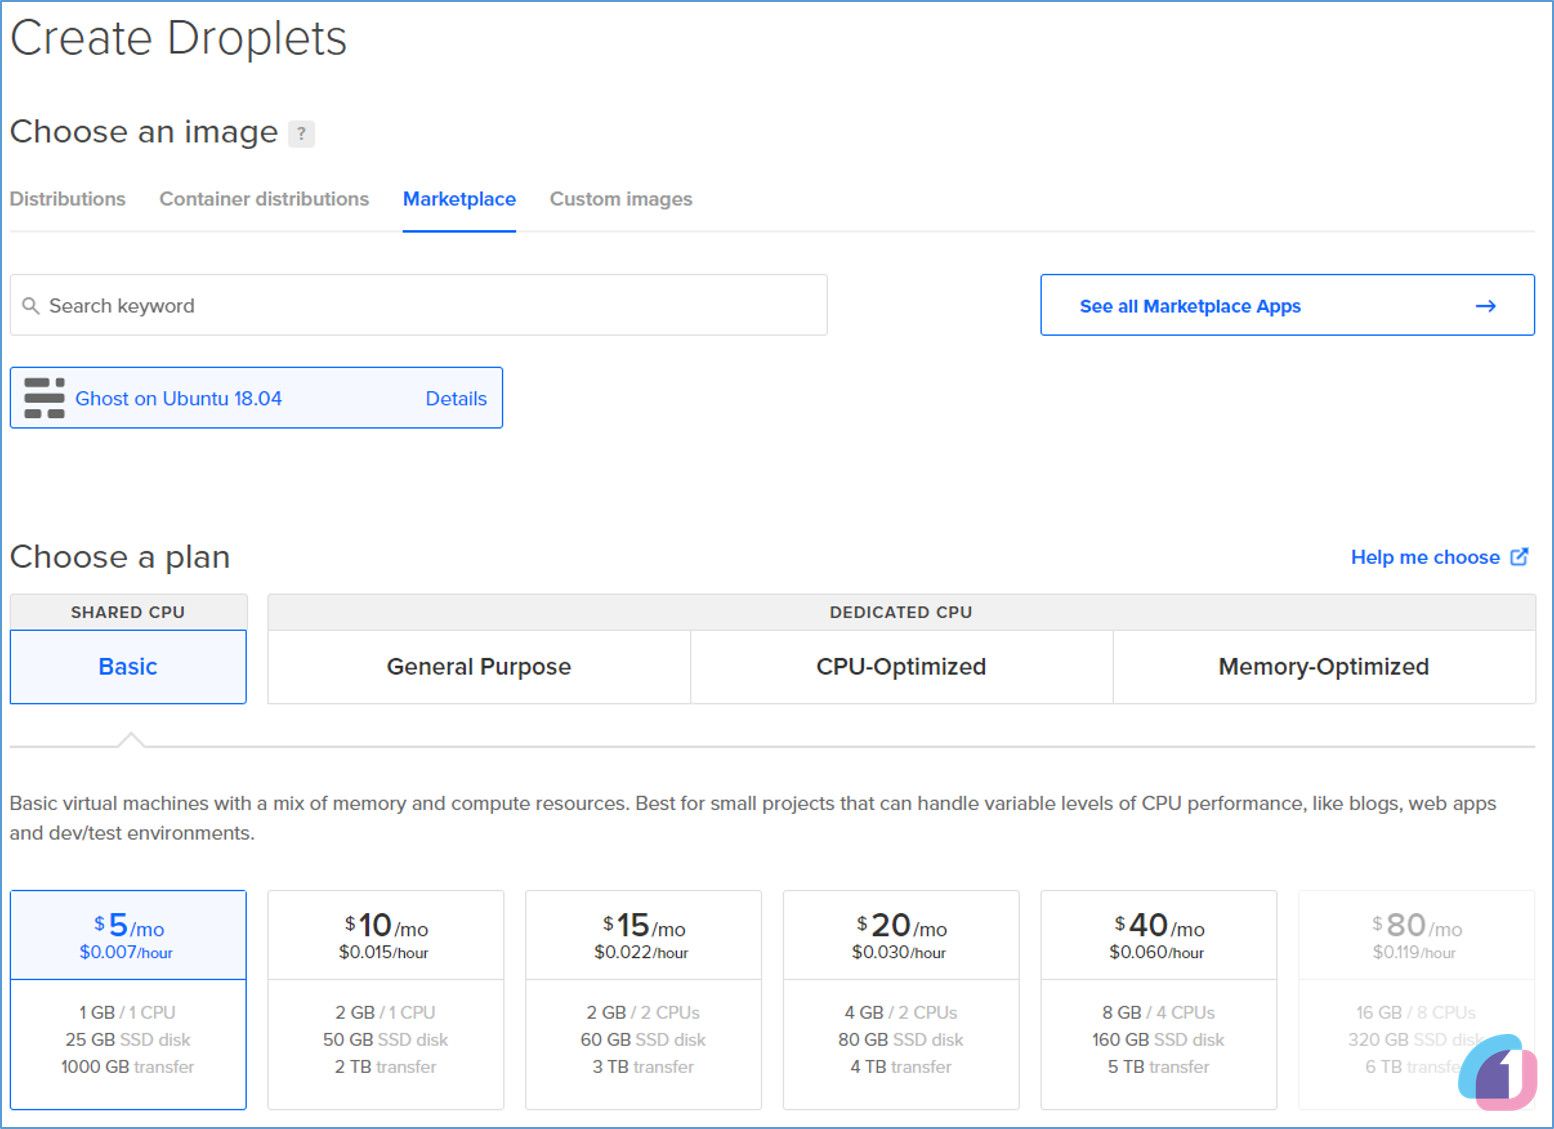 Create Droplets
Choose an image ?
Distributions Container distributions Marketplace Custom images
Search keyword See all Marketplace Apps →
Ghost on Ubuntu 18.04 Details
Choose a plan Help me choose
SHARED CPU DEDICATED CPU
Basic General Purpose CPU-Optimized Memory-Optimized
Basic virtual machines with a mix of memory and compute resources. Best for small projects that can handle variable levels of CPU performance, like blogs, web apps
and dev/test environments.
$5/mo $10/mo $15/mo $20/mo $40/mo $80/mo
$0.007/hour $0.015/hour $0.022/hour $0.030/hour $0.060/hour $0.119/hour
1 GB / 1 CPU 2 GB / 1 CPU 2 GB / 2 CPUs 4 GB / 2 CPUs 8 GB / 4 CPUs 16 GB / 8 CPUs
25 GB SSD disk 50 GB SSD disk 60 GB SSD disk 80 GB SSD disk 160 GB SSD disk 320 GB SSD disk
1000 GB transfer 2 TB transfer 3 TB transfer 4 TB transfer 5 TB transfer 6 TB transfe
1